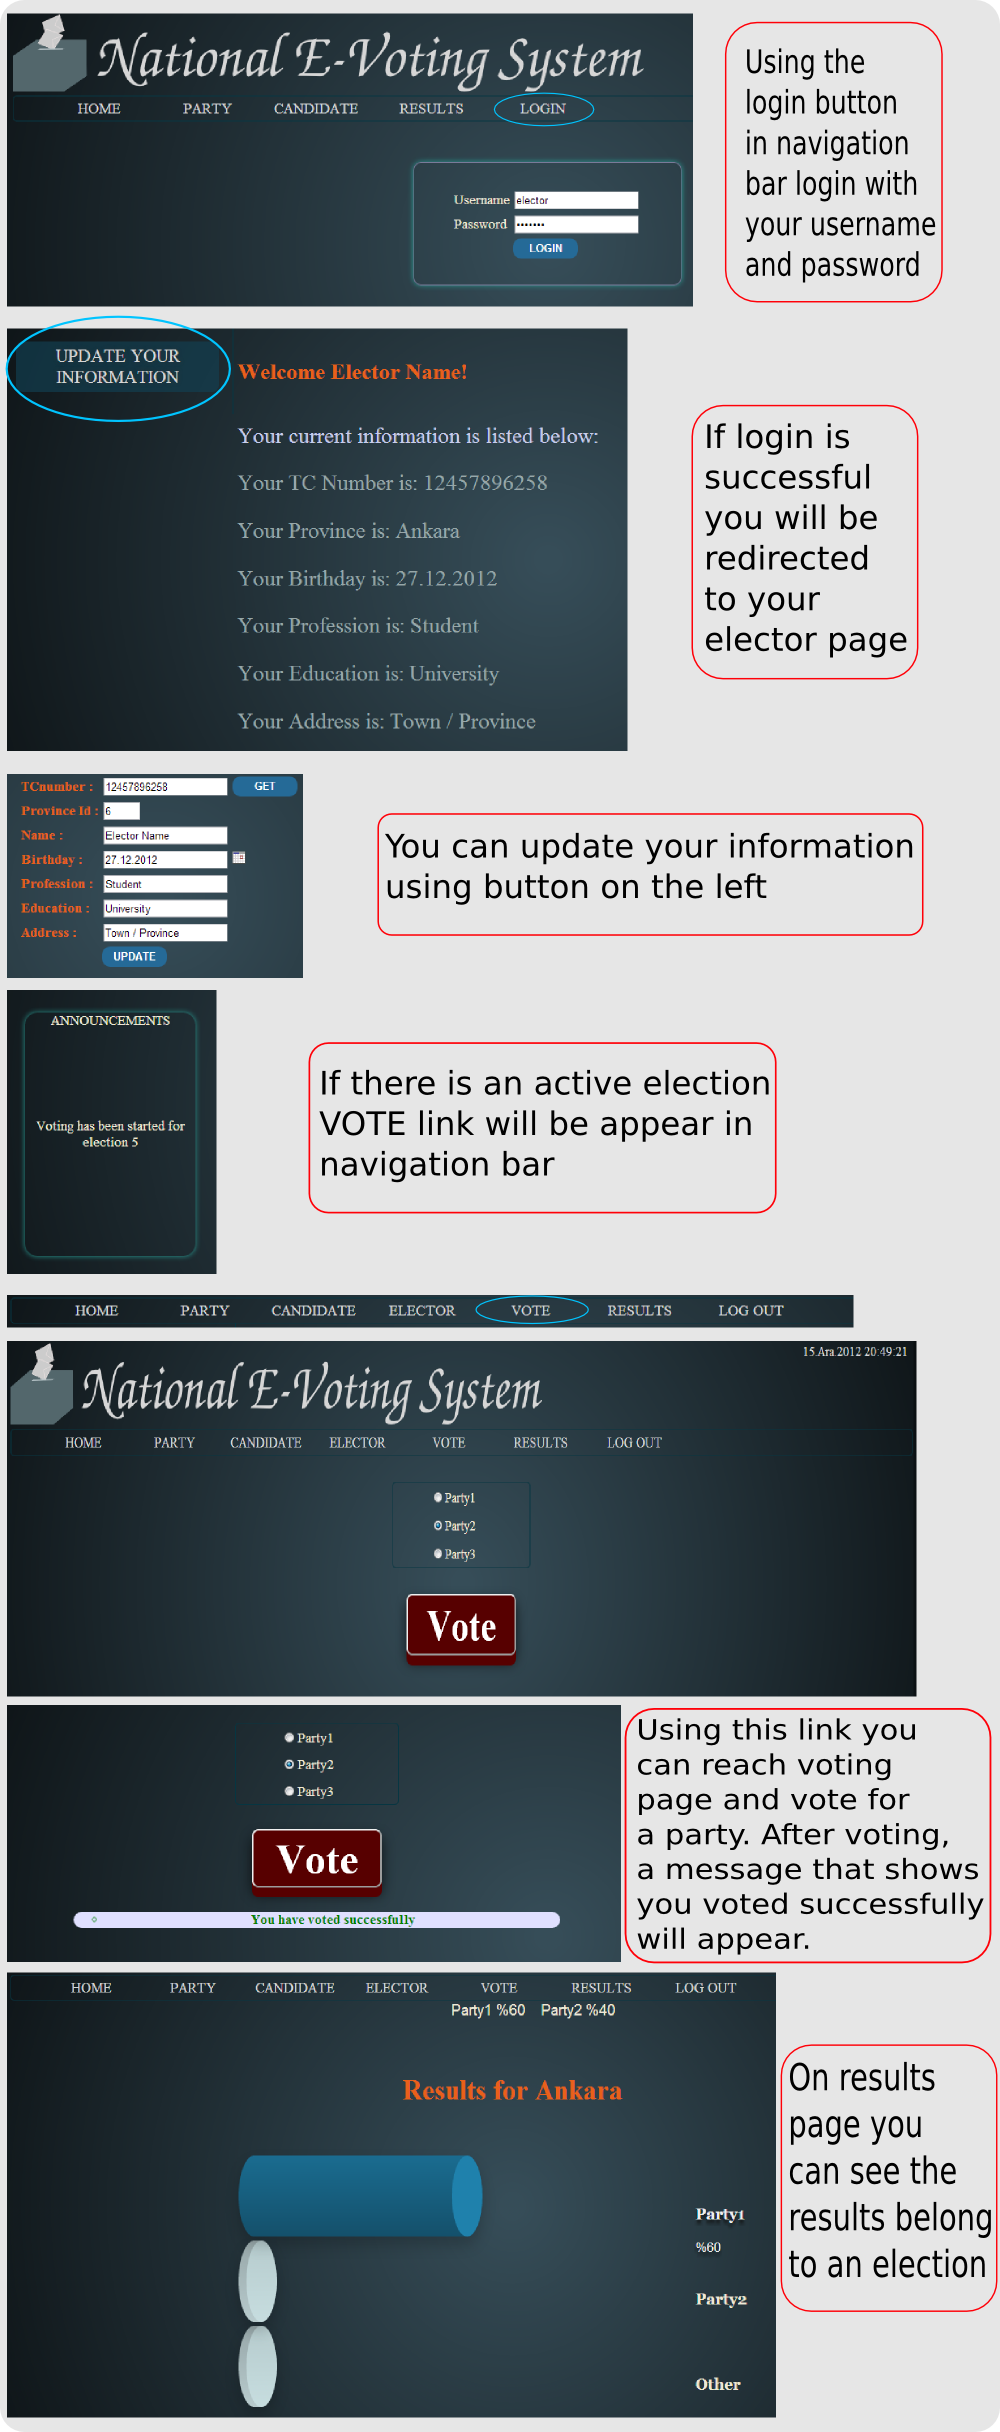 National E-Voting System
HOME PARTY CANDIDATE RESULTS LOGIN
Username elector
Password •••••••
LOGIN
Using the
login button
in navigation
bar login with
your username
and password
UPDATE YOUR
INFORMATION
Welcome Elector Name!
Your current information is listed below:
Your TC Number is: 12457896258
Your Province is: Ankara
Your Birthday is: 27.12.2012
Your Profession is: Student
Your Education is: University
Your Address is: Town / Province
If login is
successful
you will be
redirected
to your
elector page
TCnumber : 12457896258 GET
Province Id : 6
Name : Elector Name
Birthday : 27.12.2012
Profession : Student
Education : University
Address : Town / Province
UPDATE
You can update your information
using button on the left
ANNOUNCEMENTS
Voting has been started for
election 5
If there is an active election
VOTE link will be appear in
navigation bar
HOME PARTY CANDIDATE ELECTOR VOTE RESULTS LOG OUT
15.Ara.2012 20:49:21
National E-Voting System
HOME PARTY CANDIDATE ELECTOR VOTE RESULTS LOG OUT
Party1
Party2
Party3
Vote
Party1
Party2
Party3
Vote
You have voted successfully
Using this link you
can reach voting
page and vote for
a party. After voting,
a message that shows
you voted successfully
will appear.
HOME PARTY CANDIDATE ELECTOR VOTE RESULTS LOG OUT
Party1 %60 Party2 %40
Results for Ankara
Party1
%60
Party2
Other
On results
page you
can see the
results belong
to an election